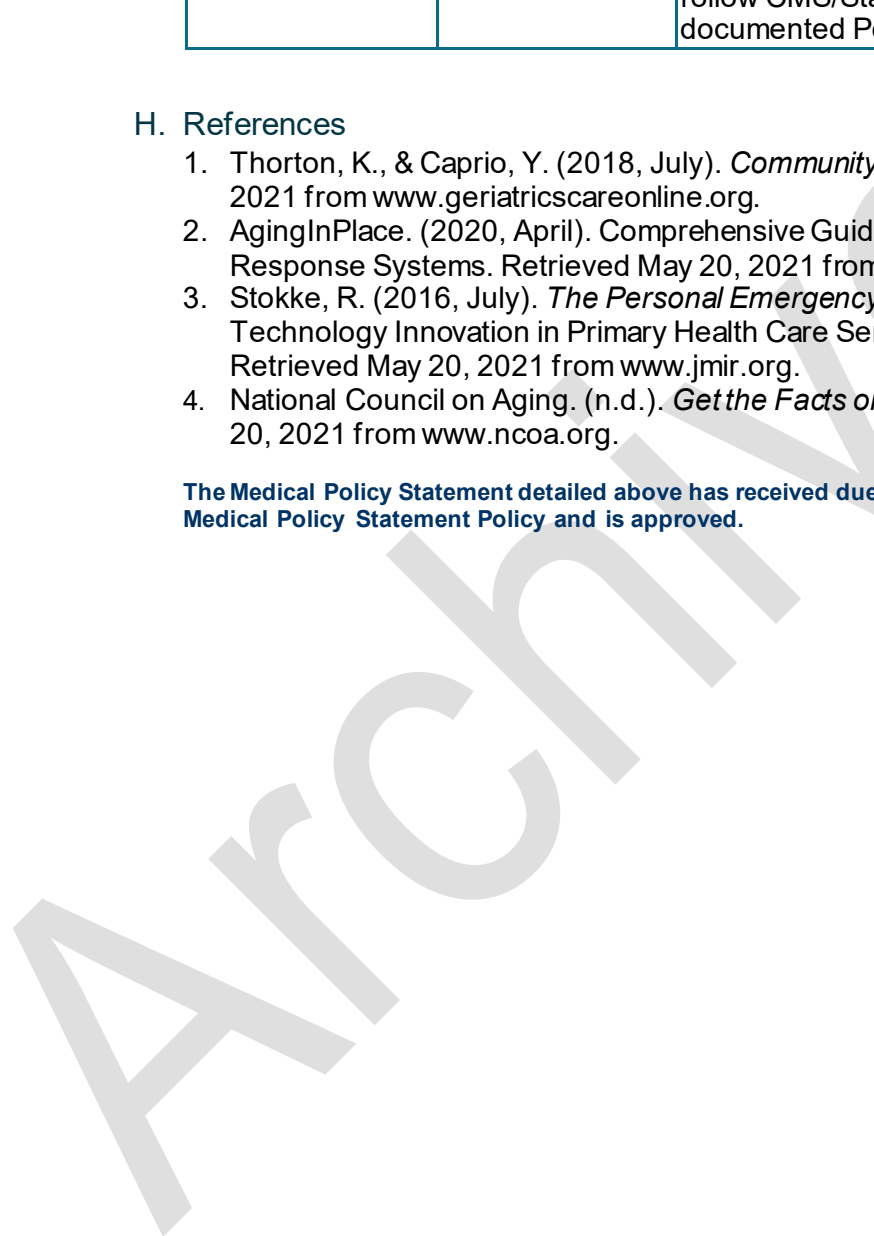 follow CMS/Sta
documented Po
H. References
1. Thorton, K., & Caprio, Y. (2018, July). Community
2021 from www.geriatricscareonline.org.
2. AgingInPlace. (2020, April). Comprehensive Guid
Response Systems. Retrieved May 20, 2021 from
3. Stokke, R. (2016, July). The Personal Emergency
Technology Innovation in Primary Health Care Ser
Retrieved May 20, 2021 from www.jmir.org.
4. National Council on Aging. (n.d.). Get the Facts on
20, 2021 from www.ncoa.org.
The Medical Policy Statement detailed above has received due
Medical Policy Statement Policy and is approved.
Archiv